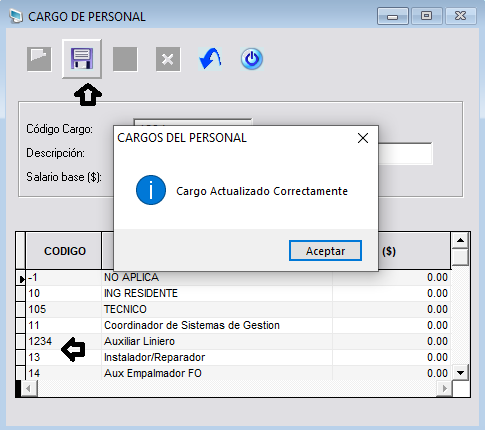 CARGO DE PERSONAL
Código Cargo:
Descripción:
Salario base ($):
CARGOS DEL PERSONAL
Cargo Actualizado Correctamente
Aceptar
CODIGO ($)
-1 NO APLICA 0.00
10 ING RESIDENTE 0.00
105 TECNICO 0.00
11 Coordinador de Sistemas de Gestion 0.00
1234 Auxiliar Liniero 0.00
13 Instalador/Reparador 0.00
14 Aux Empalmador FO 0.00